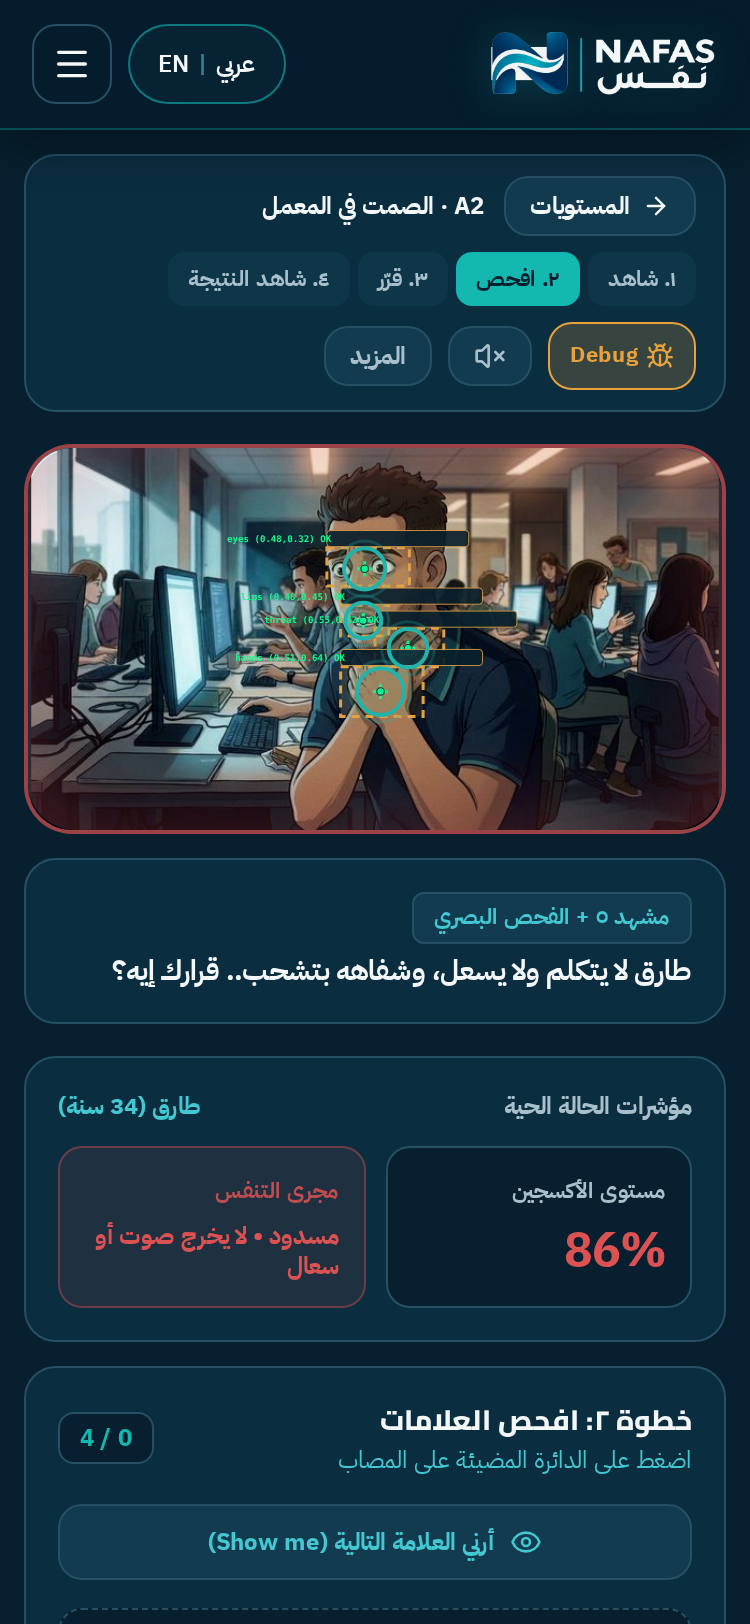 NAFAS
نَفَس
عربي | EN
المستويات
A2 · الصمت في المعمل
١. شاهد
٢. افحص
٣. قرّر
٤. شاهد النتيجة
Debug
المزيد
eyes (0.48,0.32) OK
lips (0.48,0.45) OK
throat (0.55,0.52) OK
hands (0.51,0.64) OK
مشهد ٥ + الفحص البصري
طارق لا يتكلم ولا يسعل، وشفاهه بتشحب.. قرارك إيه؟
مؤشرات الحالة الحية
طارق (34 سنة)
مستوى الأكسجين
86%
مجرى التنفس
مسدود • لا يخرج صوت أو
سعال
خطوة ٢: افحص العلامات
4 / 0
اضغط على الدائرة المضيئة على المصاب
أرني العلامة التالية (Show me)